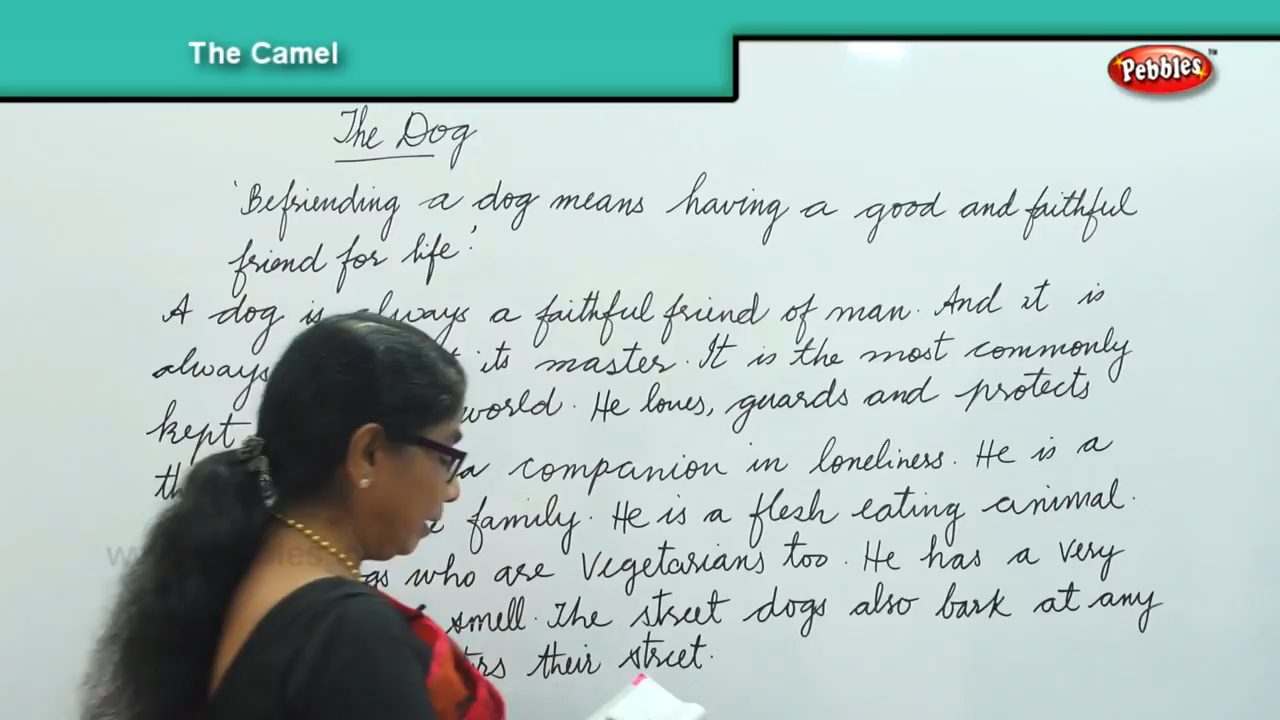 The Camel
Pebbles™
The Dog
'Befriending a dog means having a good and faithful
friend for life.'
A dog is always a faithful friend of man. And it is
always its master. It is the most commonly
kept world. He loves, guards and protects
a companion in loneliness. He is a
family. He is a flesh eating animal.
who are Vegetarians too. He has a very
smell. The street dogs also bark at any
their street.